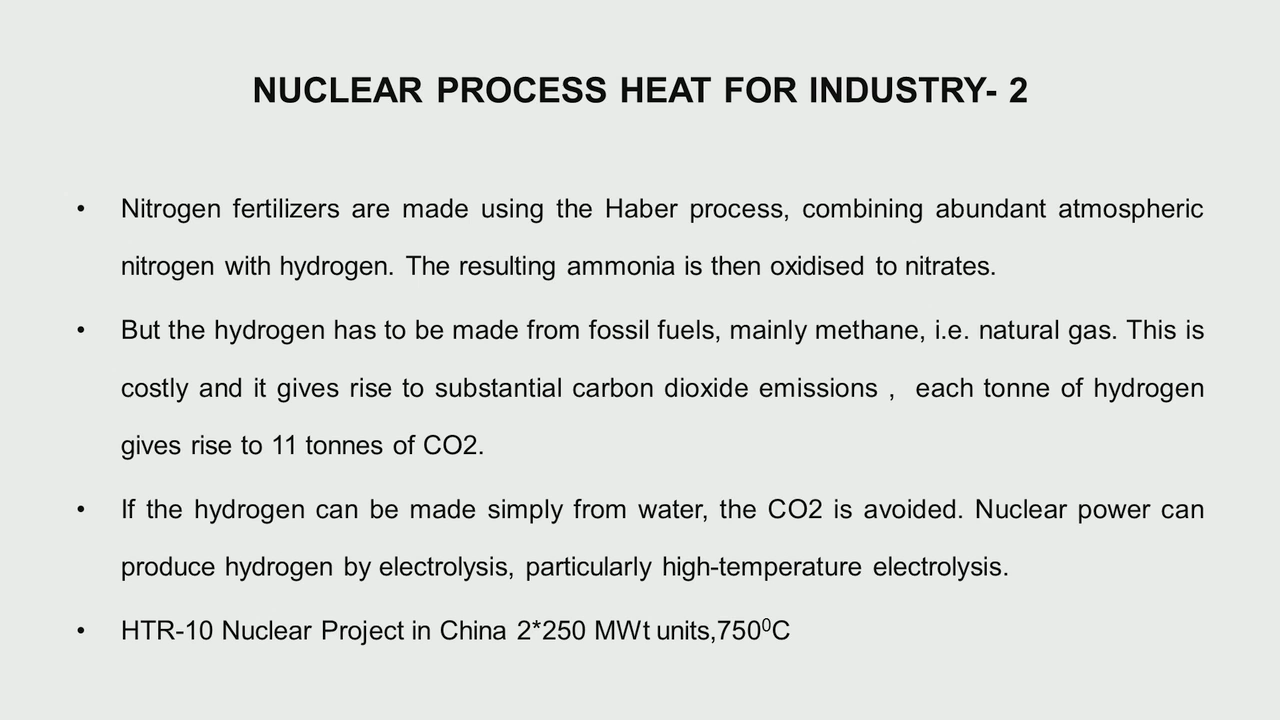 NUCLEAR PROCESS HEAT FOR INDUSTRY- 2
• Nitrogen fertilizers are made using the Haber process, combining abundant atmospheric
nitrogen with hydrogen. The resulting ammonia is then oxidised to nitrates.
• But the hydrogen has to be made from fossil fuels, mainly methane, i.e. natural gas. This is
costly and it gives rise to substantial carbon dioxide emissions , each tonne of hydrogen
gives rise to 11 tonnes of CO2.
• If the hydrogen can be made simply from water, the CO2 is avoided. Nuclear power can
produce hydrogen by electrolysis, particularly high-temperature electrolysis.
• HTR-10 Nuclear Project in China 2*250 MWt units,750⁰C